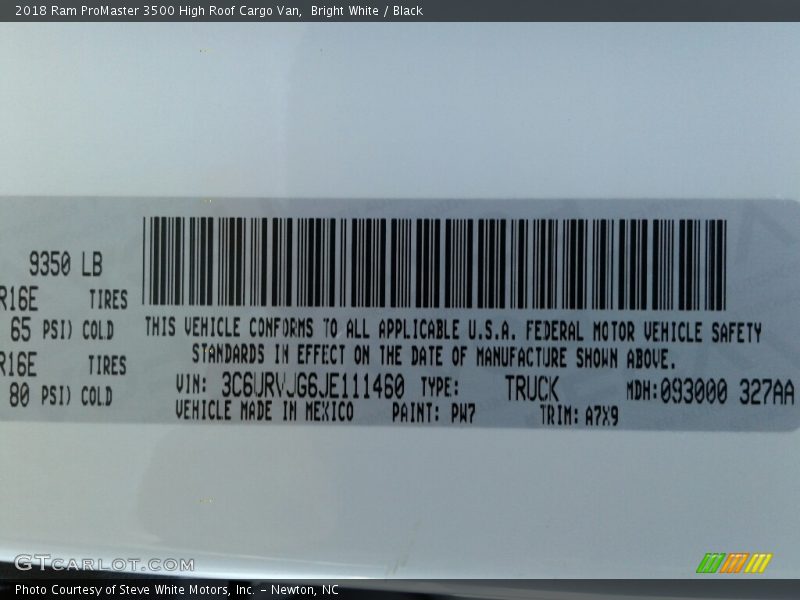 2018 Ram ProMaster 3500 High Roof Cargo Van, Bright White / Black
9350 LB
R16E TIRES
65 PSI) COLD
R16E TIRES
80 PSI) COLD
THIS VEHICLE CONFORMS TO ALL APPLICABLE U.S.A. FEDERAL MOTOR VEHICLE SAFETY
STANDARDS IN EFFECT ON THE DATE OF MANUFACTURE SHOWN ABOVE.
VIN: 3C6URVJG6JE111460 TYPE: TRUCK MDH:093000 327AA
VEHICLE MADE IN MEXICO PAINT: PW7 TRIM: A7X9
GTCARLOT.COM
Photo Courtesy of Steve White Motors, Inc. – Newton, NC